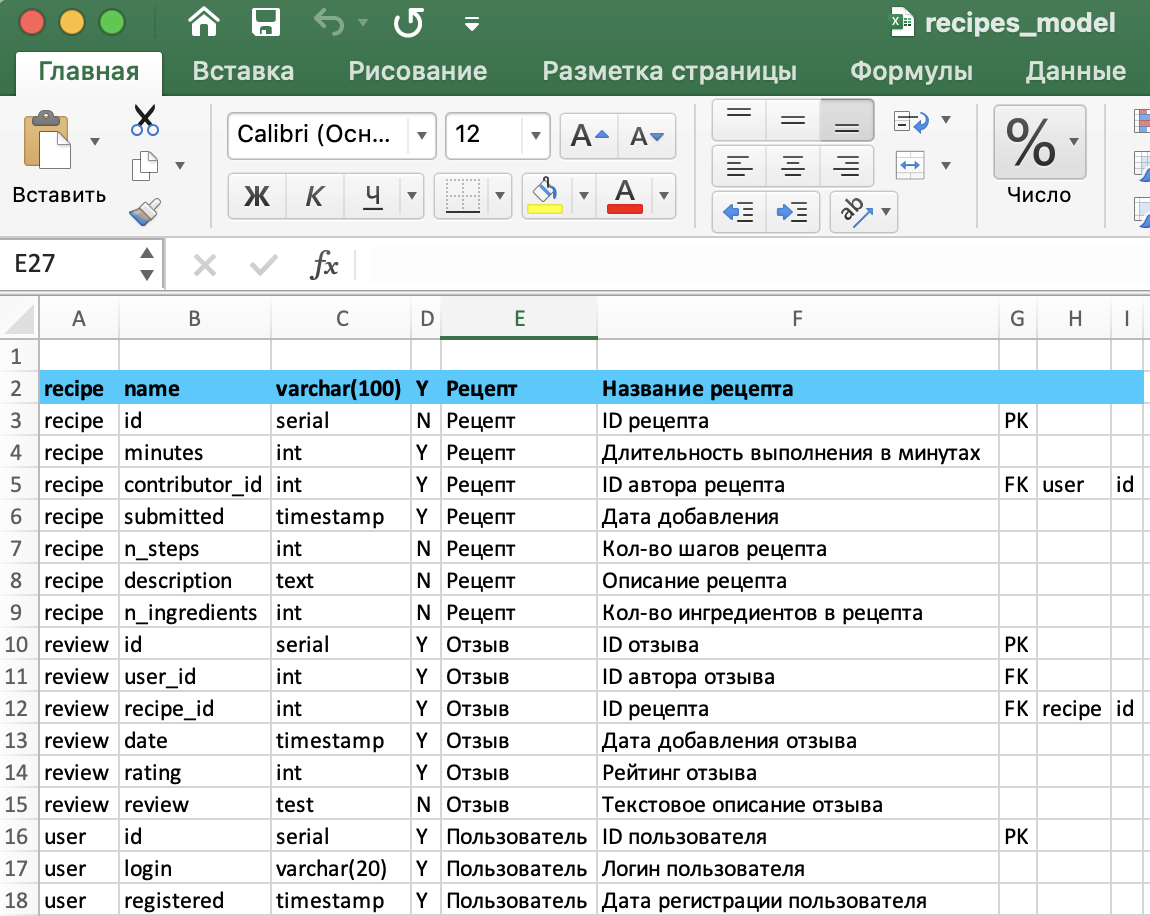 recipes_model
Главная Вставка Рисование Разметка страницы Формулы Данные
Вставить Calibri (Осн... 12 A A Ж К Ч A ab % Число
E27 fx
A B C D E F G H I
1
2 recipe name varchar(100) Y Рецепт Название рецепта
3 recipe id serial N Рецепт ID рецепта PK
4 recipe minutes int Y Рецепт Длительность выполнения в минутах
5 recipe contributor_id int Y Рецепт ID автора рецепта FK user id
6 recipe submitted timestamp Y Рецепт Дата добавления
7 recipe n_steps int N Рецепт Кол-во шагов рецепта
8 recipe description text N Рецепт Описание рецепта
9 recipe n_ingredients int N Рецепт Кол-во ингредиентов в рецепта
10 review id serial Y Отзыв ID отзыва PK
11 review user_id int Y Отзыв ID автора отзыва FK
12 review recipe_id int Y Отзыв ID рецепта FK recipe id
13 review date timestamp Y Отзыв Дата добавления отзыва
14 review rating int Y Отзыв Рейтинг отзыва
15 review review test N Отзыв Текстовое описание отзыва
16 user id serial Y Пользователь ID пользователя PK
17 user login varchar(20) Y Пользователь Логин пользователя
18 user registered timestamp Y Пользователь Дата регистрации пользователя